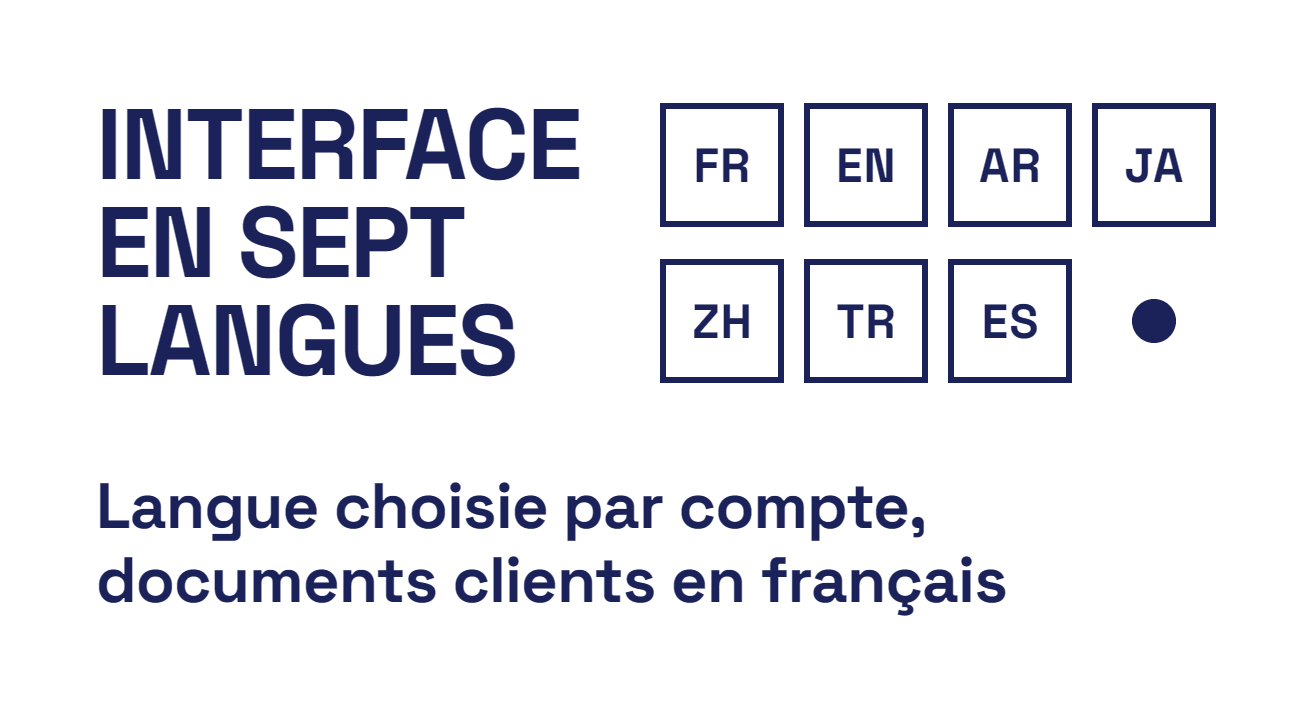 INTERFACE
EN SEPT
LANGUES
FR EN AR JA
ZH TR ES
Langue choisie par compte,
documents clients en français